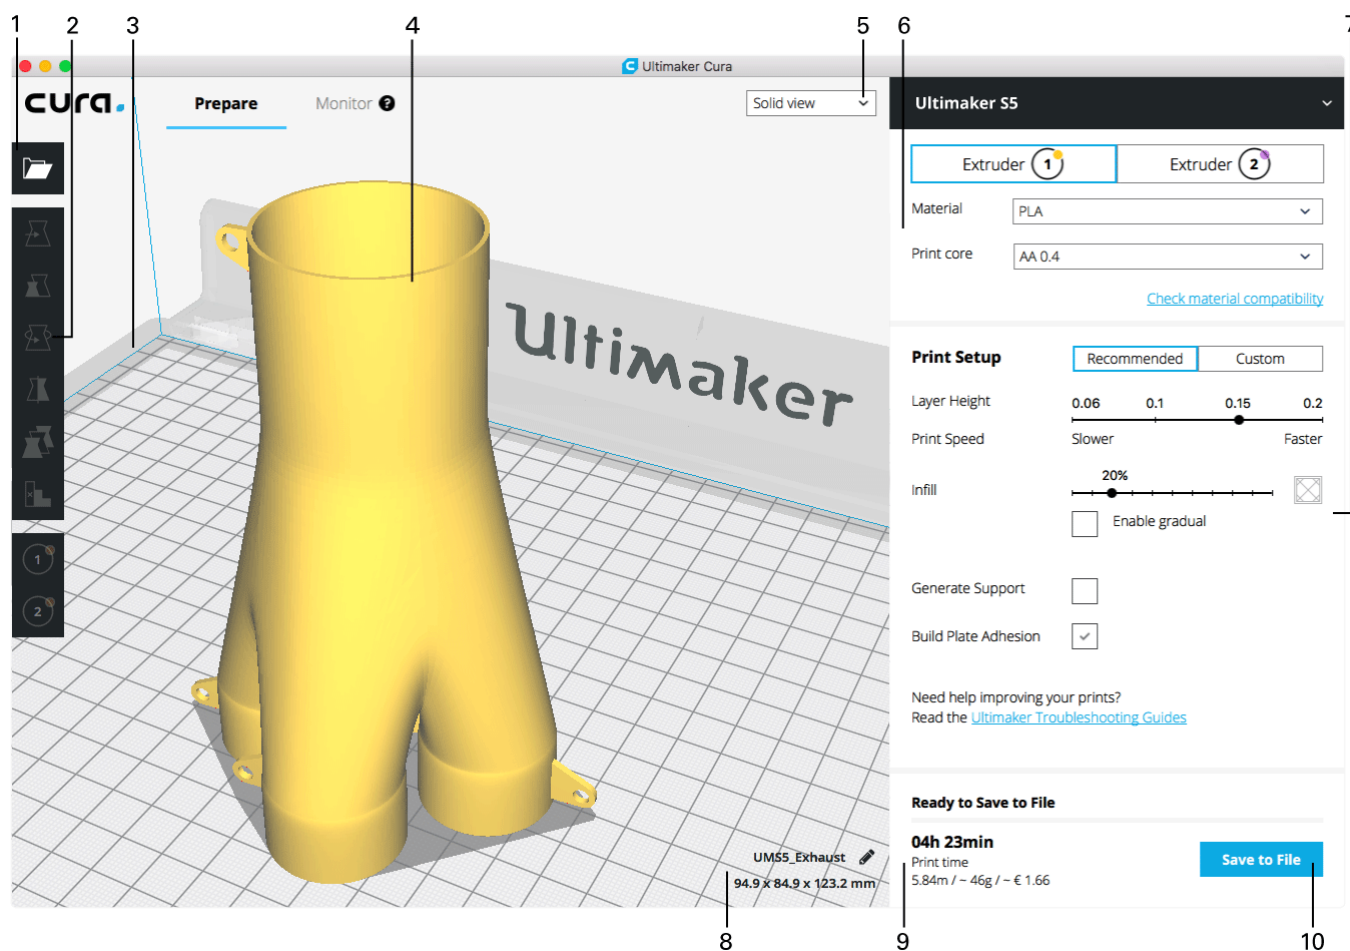 1 2 3 4 5 6 7
Ultimaker Cura
cura.
Prepare Monitor ?
Solid view
Ultimaker S5
Extruder 1 Extruder 2
Material PLA
Print core AA 0.4
Check material compatibility
Ultimaker
Print Setup Recommended Custom
Layer Height 0.06 0.1 0.15 0.2
Print Speed Slower Faster
20%
Infill
Enable gradual
1
2
Generate Support
Build Plate Adhesion
Need help improving your prints?
Read the Ultimaker Troubleshooting Guides
Ready to Save to File
04h 23min
Print time
5.84m / ~ 46g / ~ € 1.66
Save to File
UMS5_Exhaust
94.9 x 84.9 x 123.2 mm
8 9 10